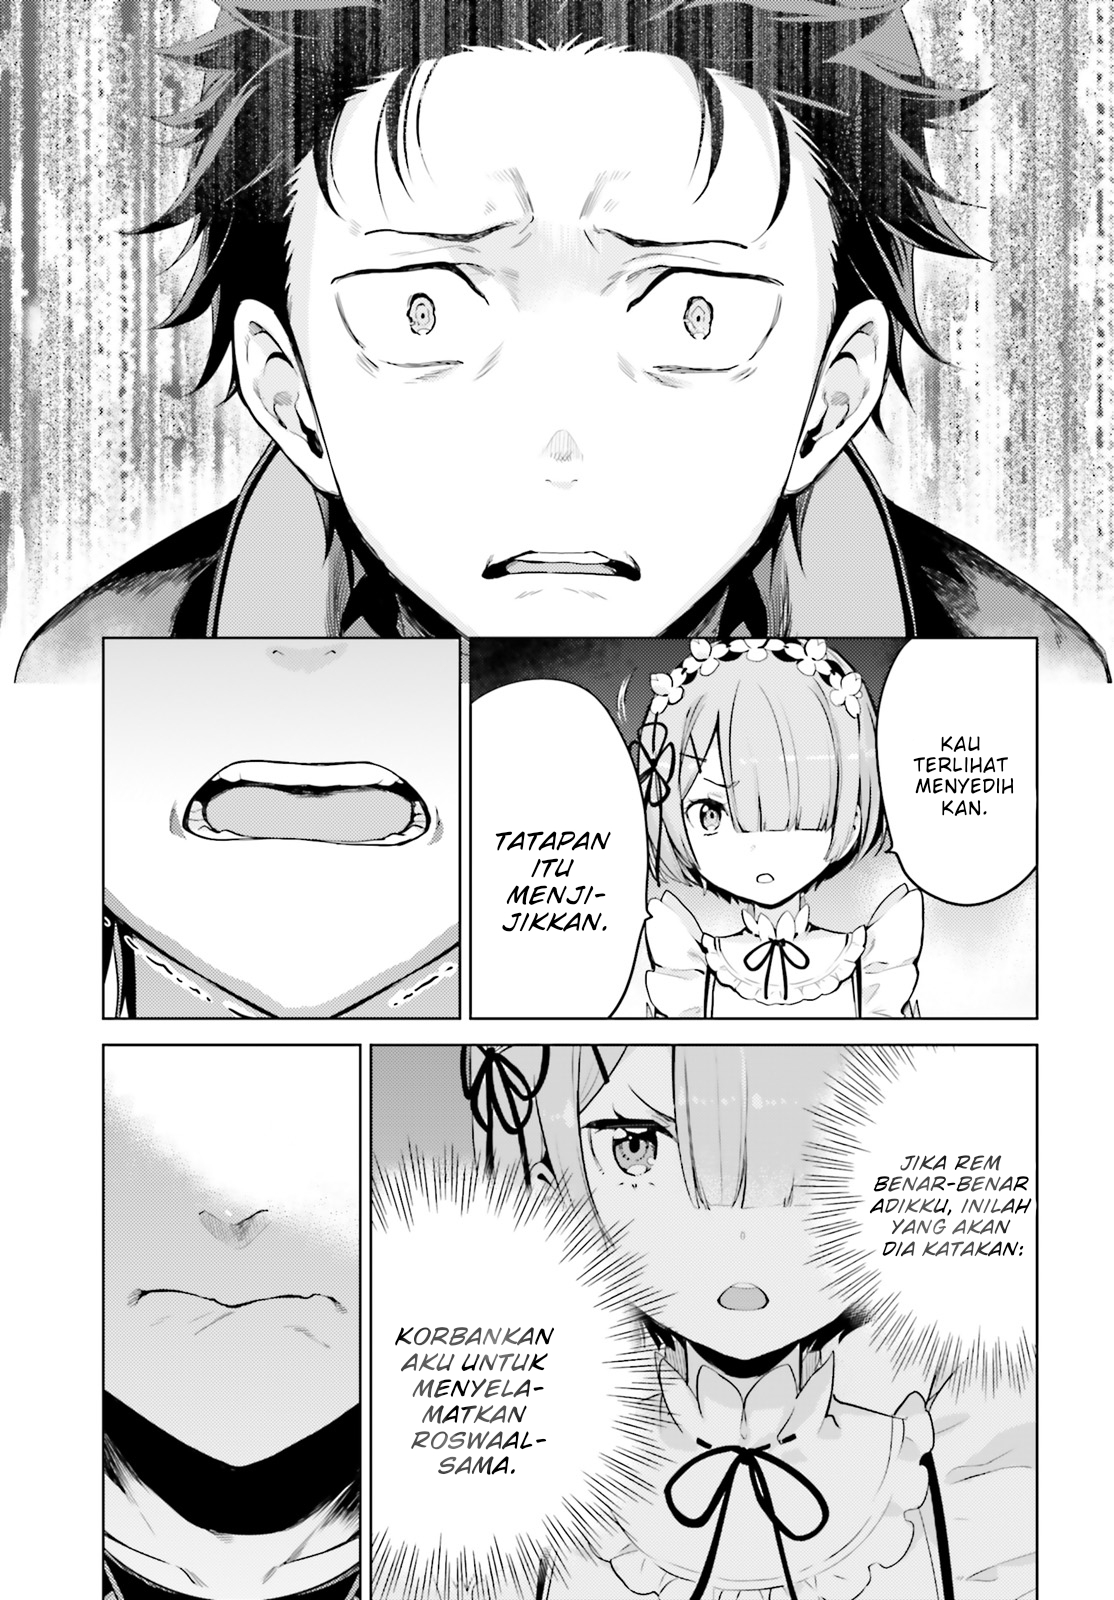 KAU
TERLIHAT
MENYEDIH
KAN.
TATAPAN
ITU
MENJI-
JIKKAN.
JIKA REM
BENAR-BENAR
ADIKKU, INILAH
YANG AKAN
DIA KATAKAN:
KORBANKAN
AKU UNTUK
MENYELA-
MATKAN
ROSWAAL-
SAMA.